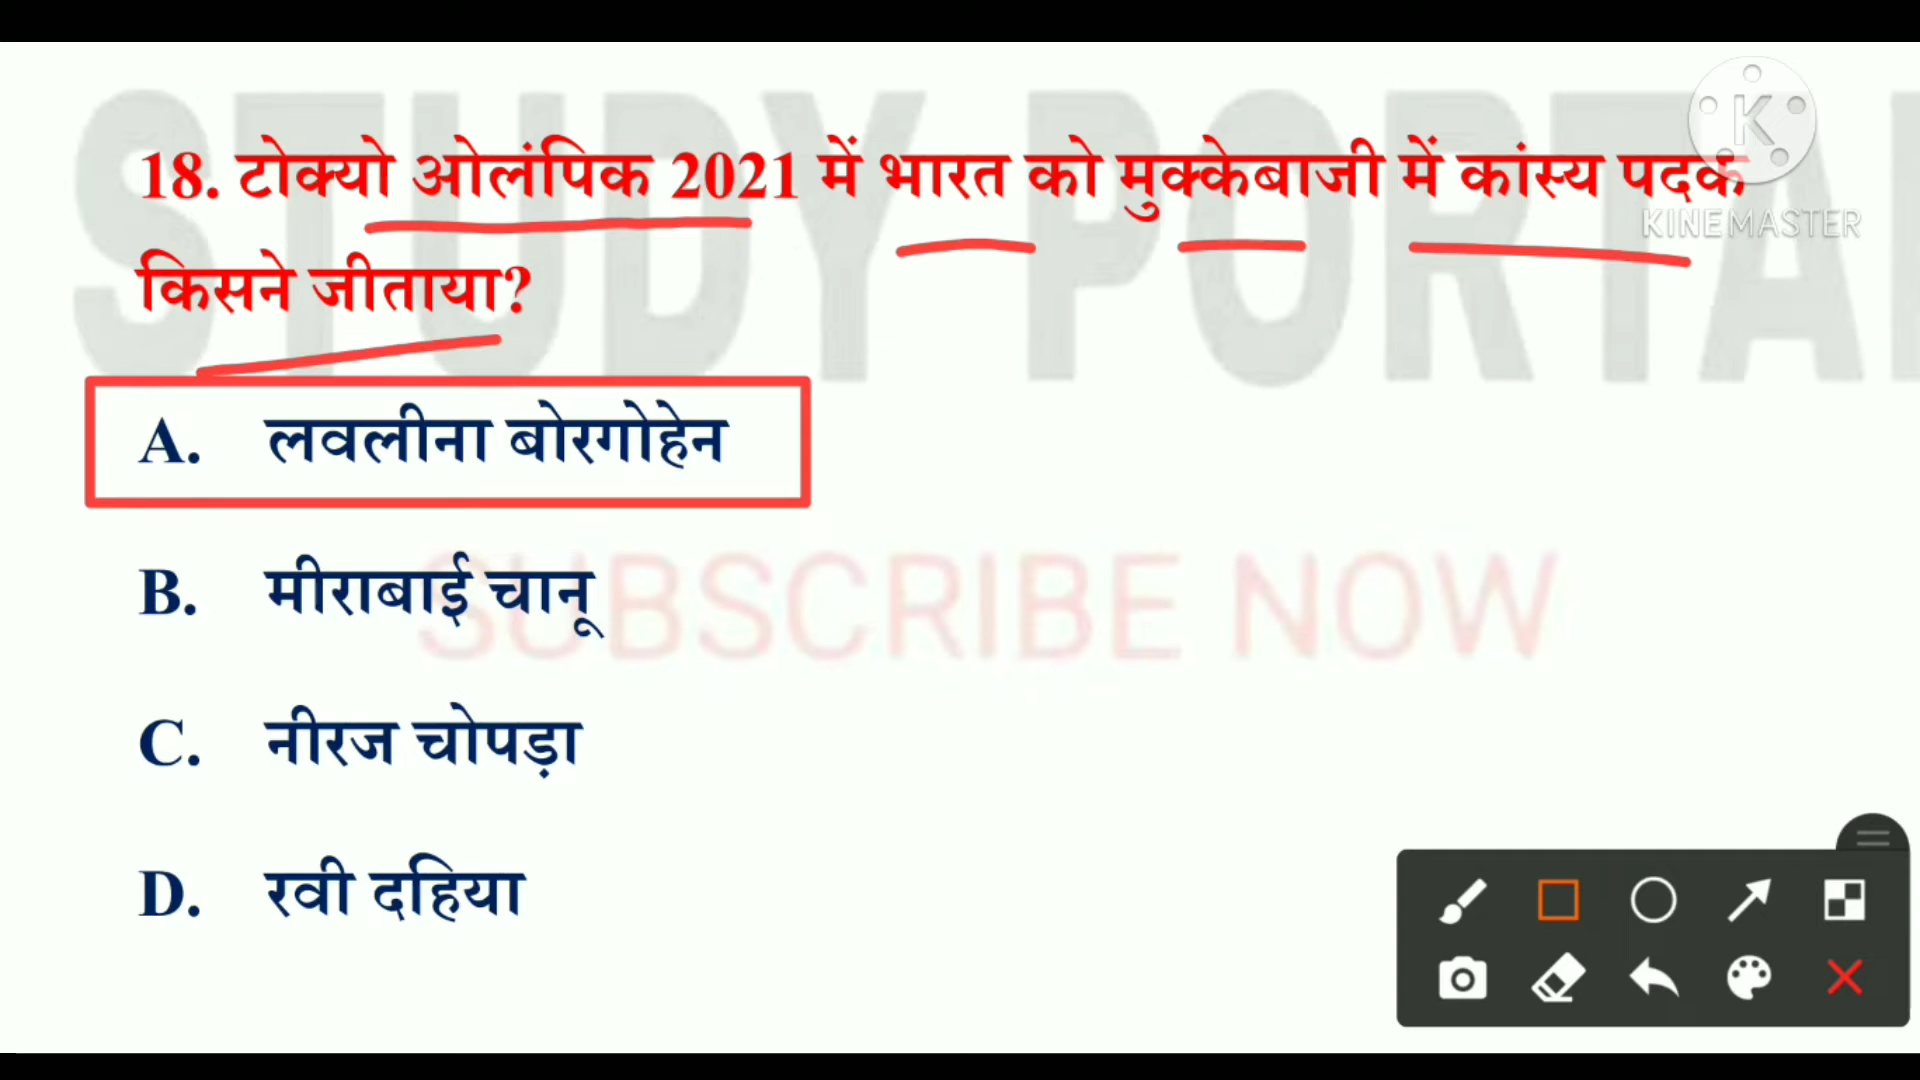 STUDY PORTAL
18. टोक्यो ओलंपिक 2021 में भारत को मुक्केबाजी में कांस्य पदक
K
KINEMASTER
किसने जीताया?
A. लवलीना बोरगोहेन
SUBSCRIBE NOW
B. मीराबाई चानू
C. नीरज चोपड़ा
D. रवी दहिया